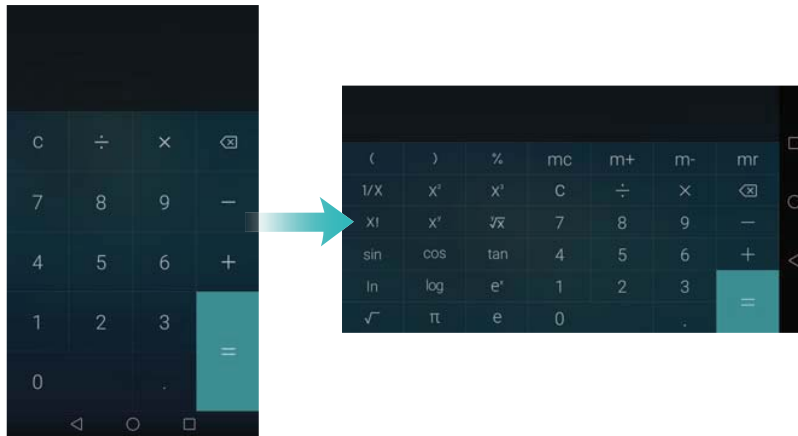 C ÷ ×
7 8 9 −
4 5 6 +
1 2 3
=
0 .
( ) % mc m+ m- mr
1/X X² X³ C ÷ ×
X! Xʸ ʸ√x 7 8 9 −
sin cos tan 4 5 6 +
ln log eˣ 1 2 3
=
√ π e 0 .